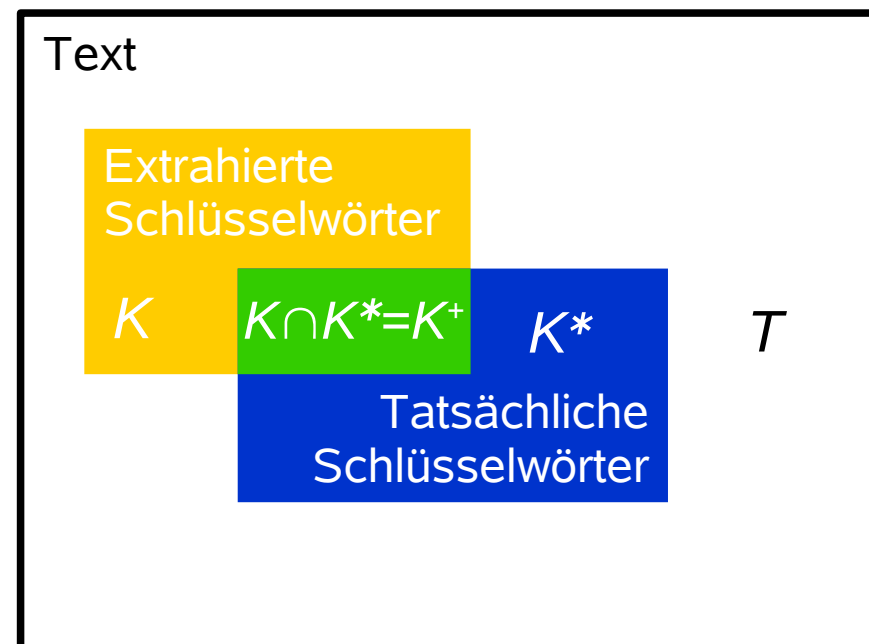 Text
Extrahierte
Schlüsselwörter
K
K∩K*=K⁺
K*
T
Tatsächliche
Schlüsselwörter